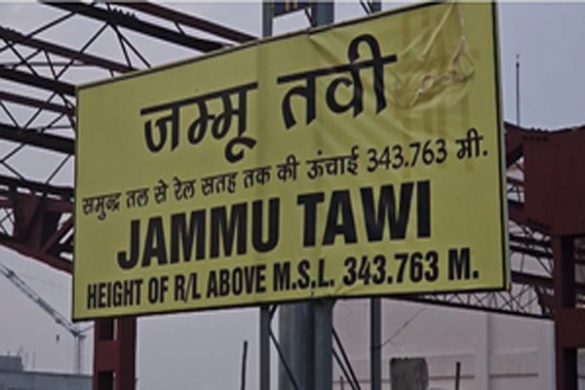 जम्मू तवी
समुन्द्र तल से रेल सतह तक की ऊंचाई 343.763 मी.
JAMMU TAWI
HEIGHT OF R/L ABOVE M.S.L. 343.763 M.